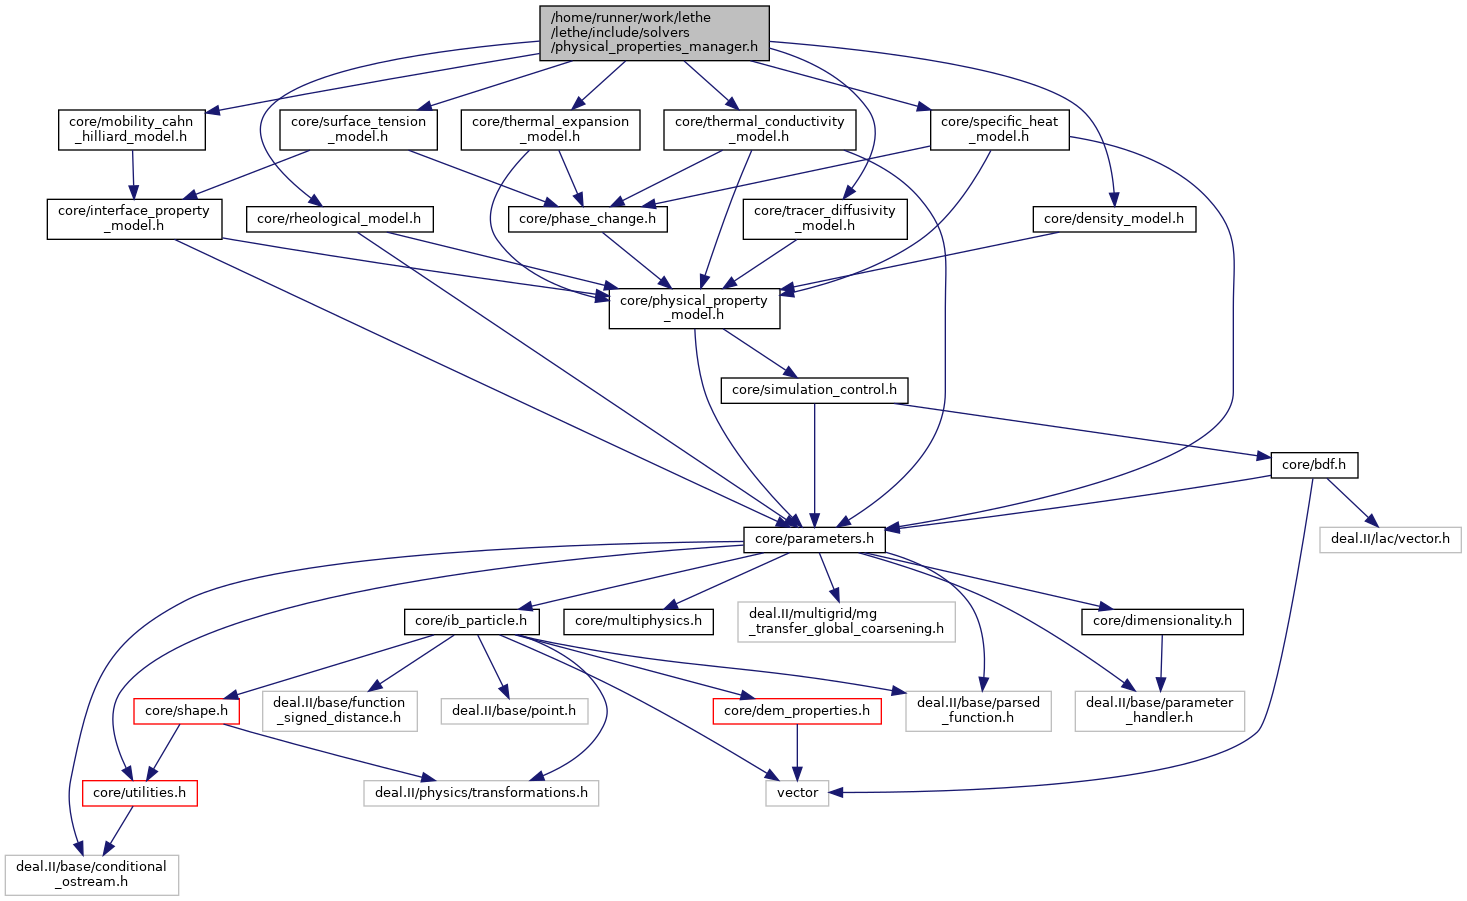 /home/runner/work/lethe
/lethe/include/solvers
/physical_properties_manager.h
core/mobility_cahn
_hilliard_model.h
core/surface_tension
_model.h
core/thermal_expansion
_model.h
core/thermal_conductivity
_model.h
core/specific_heat
_model.h
core/interface_property
_model.h
core/rheological_model.h
core/phase_change.h
core/tracer_diffusivity
_model.h
core/density_model.h
core/physical_property
_model.h
core/simulation_control.h
core/bdf.h
core/parameters.h
deal.II/lac/vector.h
core/ib_particle.h
core/multiphysics.h
deal.II/multigrid/mg
_transfer_global_coarsening.h
core/dimensionality.h
core/shape.h
deal.II/base/function
_signed_distance.h
deal.II/base/point.h
core/dem_properties.h
deal.II/base/parsed
_function.h
deal.II/base/parameter
_handler.h
core/utilities.h
deal.II/physics/transformations.h
vector
deal.II/base/conditional
_ostream.h